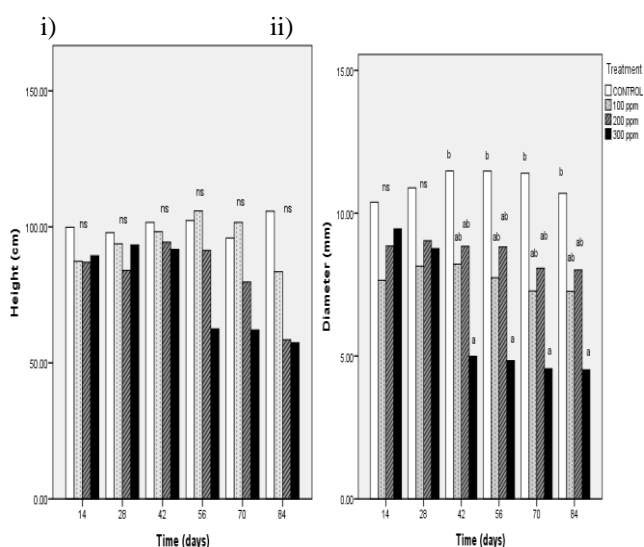 i)
ii)
150.00
100.00
50.00
0.00
Height (cm)
ns ns ns ns ns ns
14 28 42 56 70 84
Time (days)
15.00
10.00
5.00
0.00
Diameter (mm)
ns ns b b b b
ab ab ab ab ab ab ab ab
a a a a
14 28 42 56 70 84
Time (days)
Treatment
CONTROL
100 ppm
200 ppm
300 ppm